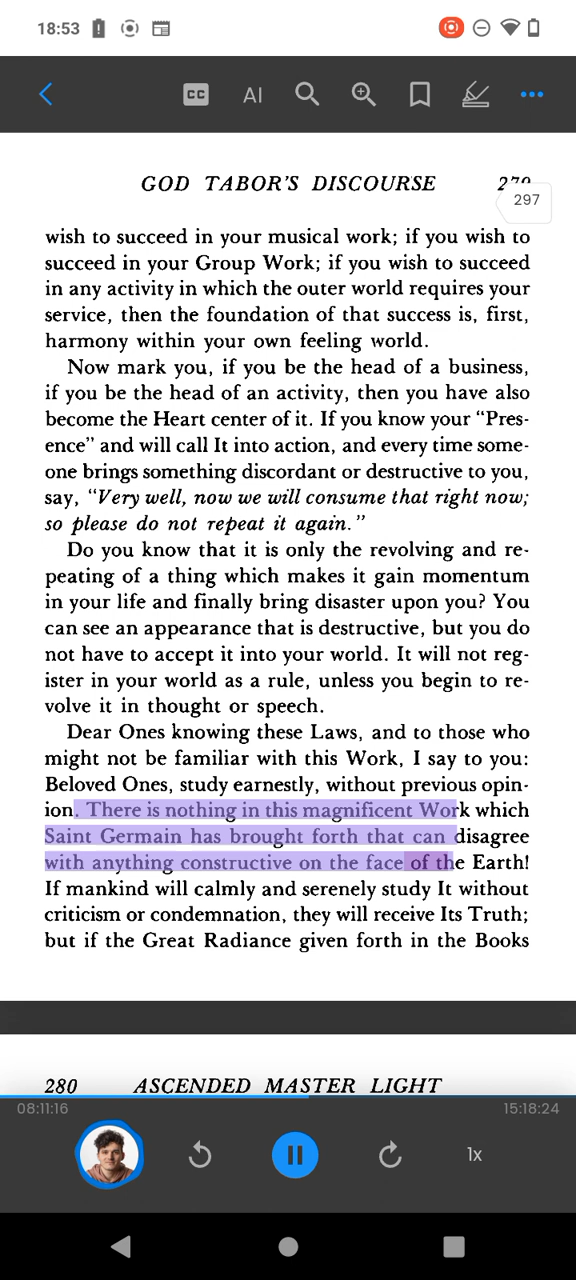 18:53
CC AI
GOD TABOR'S DISCOURSE 279
297
wish to succeed in your musical work; if you wish to
succeed in your Group Work; if you wish to succeed
in any activity in which the outer world requires your
service, then the foundation of that success is, first,
harmony within your own feeling world.
Now mark you, if you be the head of a business,
if you be the head of an activity, then you have also
become the Heart center of it. If you know your “Pres-
ence” and will call It into action, and every time some-
one brings something discordant or destructive to you,
say, “Very well, now we will consume that right now;
so please do not repeat it again.”
Do you know that it is only the revolving and re-
peating of a thing which makes it gain momentum
in your life and finally bring disaster upon you? You
can see an appearance that is destructive, but you do
not have to accept it into your world. It will not reg-
ister in your world as a rule, unless you begin to re-
volve it in thought or speech.
Dear Ones knowing these Laws, and to those who
might not be familiar with this Work, I say to you:
Beloved Ones, study earnestly, without previous opin-
ion. There is nothing in this magnificent Work which
Saint Germain has brought forth that can disagree
with anything constructive on the face of the Earth!
If mankind will calmly and serenely study It without
criticism or condemnation, they will receive Its Truth;
but if the Great Radiance given forth in the Books
280 ASCENDED MASTER LIGHT
08:11:16 15:18:24
1x